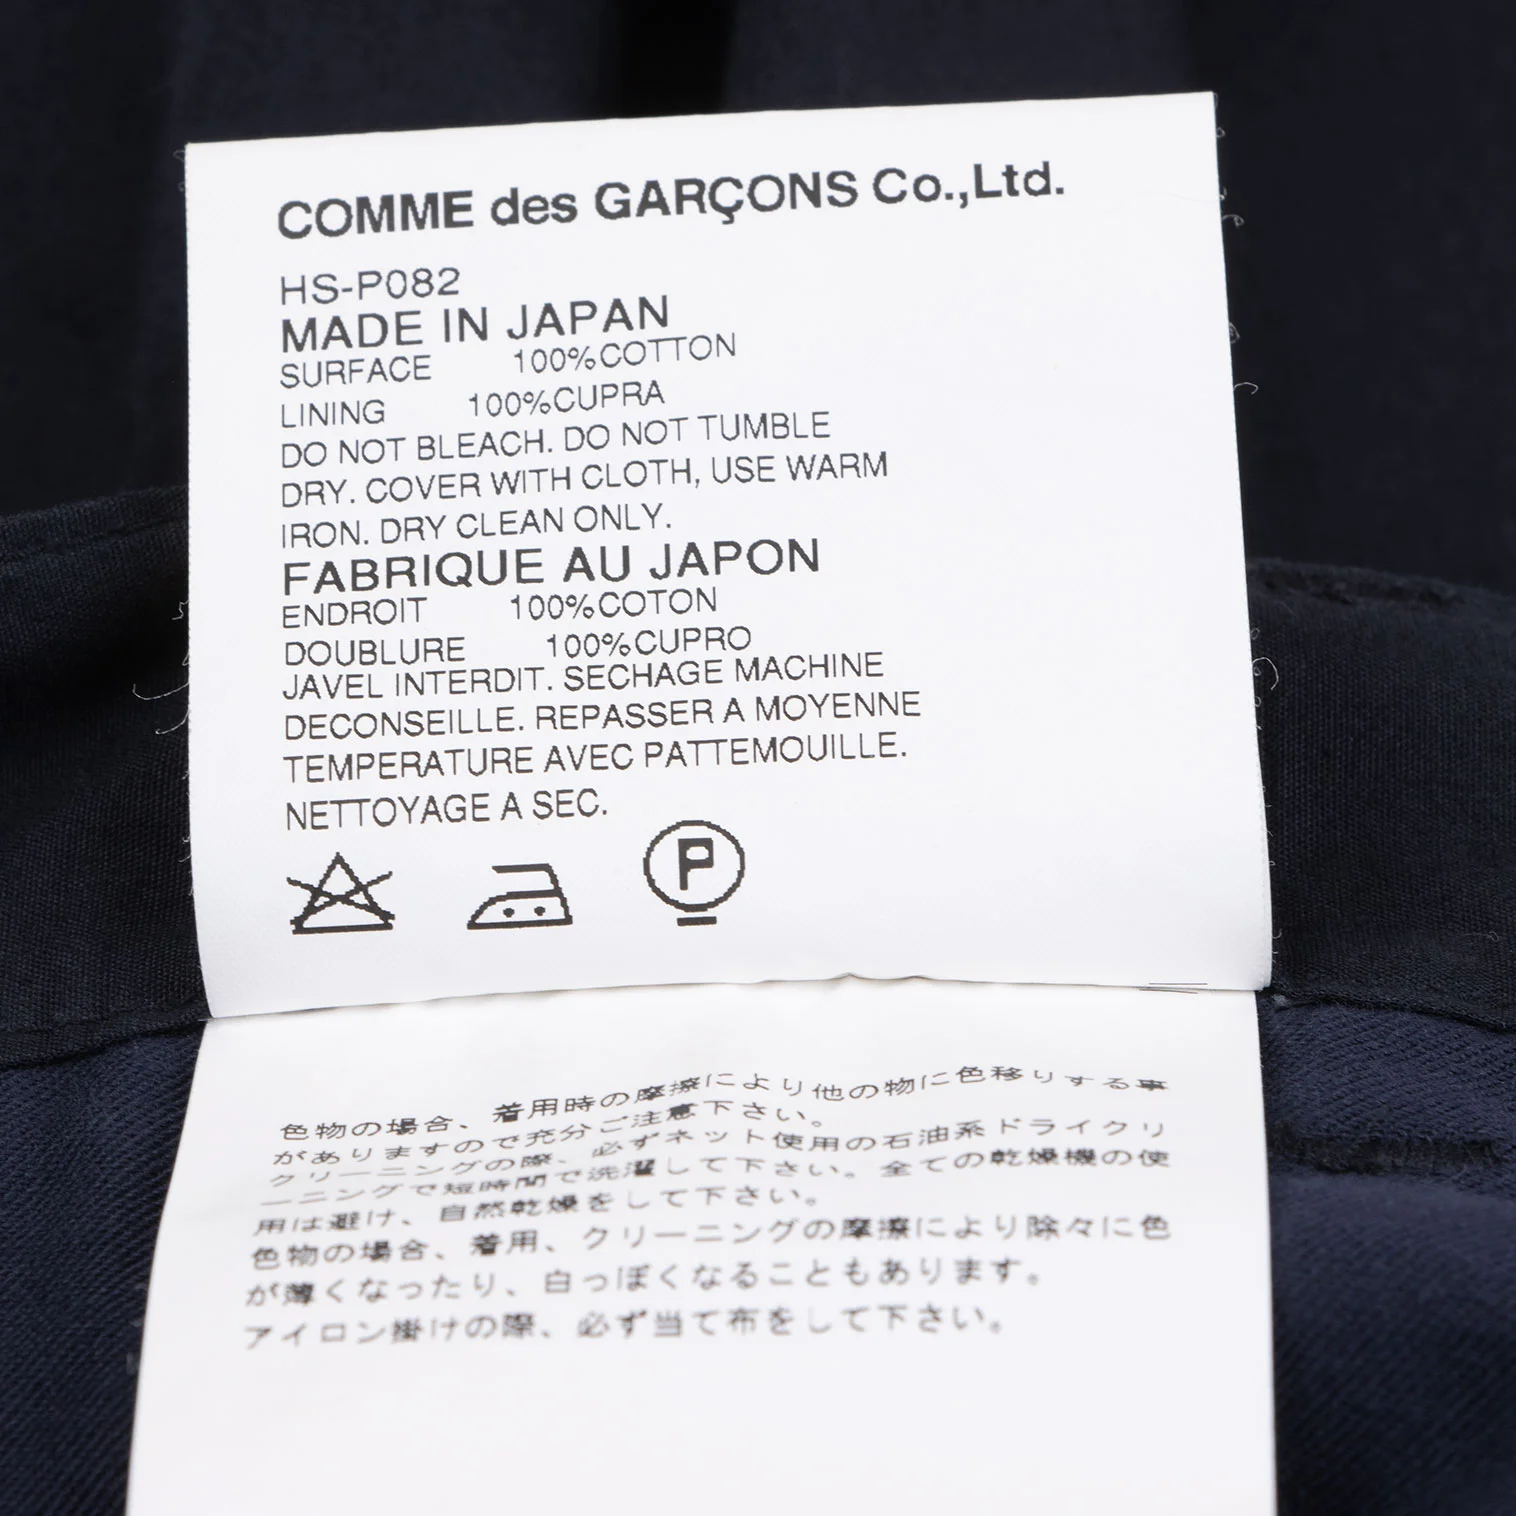 COMME des GARÇONS Co.,Ltd.
HS-P082
MADE IN JAPAN
SURFACE 100%COTTON
LINING 100%CUPRA
DO NOT BLEACH. DO NOT TUMBLE
DRY. COVER WITH CLOTH, USE WARM
IRON. DRY CLEAN ONLY.
FABRIQUE AU JAPON
ENDROIT 100%COTON
DOUBLURE 100%CUPRO
JAVEL INTERDIT. SECHAGE MACHINE
DECONSEILLE. REPASSER A MOYENNE
TEMPERATURE AVEC PATTEMOUILLE.
NETTOYAGE A SEC.
P
色物の場合、着用時の摩擦により他の物に色移りする事
がありますので充分ご注意下さい。
クリーニングの際、必ずネット使用の石油系ドライクリ
ーニングで短時間で洗濯して下さい。全ての乾燥機の使
用は避け、自然乾燥をして下さい。
色物の場合、着用、クリーニングの摩擦により除々に色
が薄くなったり、白っぽくなることもあります。
アイロン掛けの際、必ず当て布をして下さい。